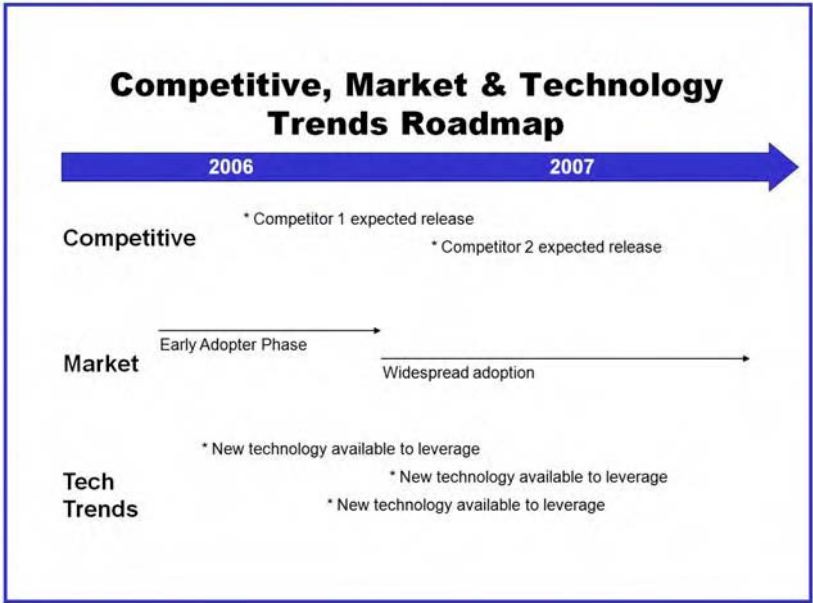 Competitive, Market & Technology
Trends Roadmap
2006 2007
* Competitor 1 expected release
Competitive
* Competitor 2 expected release
Early Adopter Phase
Market
Widespread adoption
* New technology available to leverage
* New technology available to leverage
Tech
Trends
* New technology available to leverage